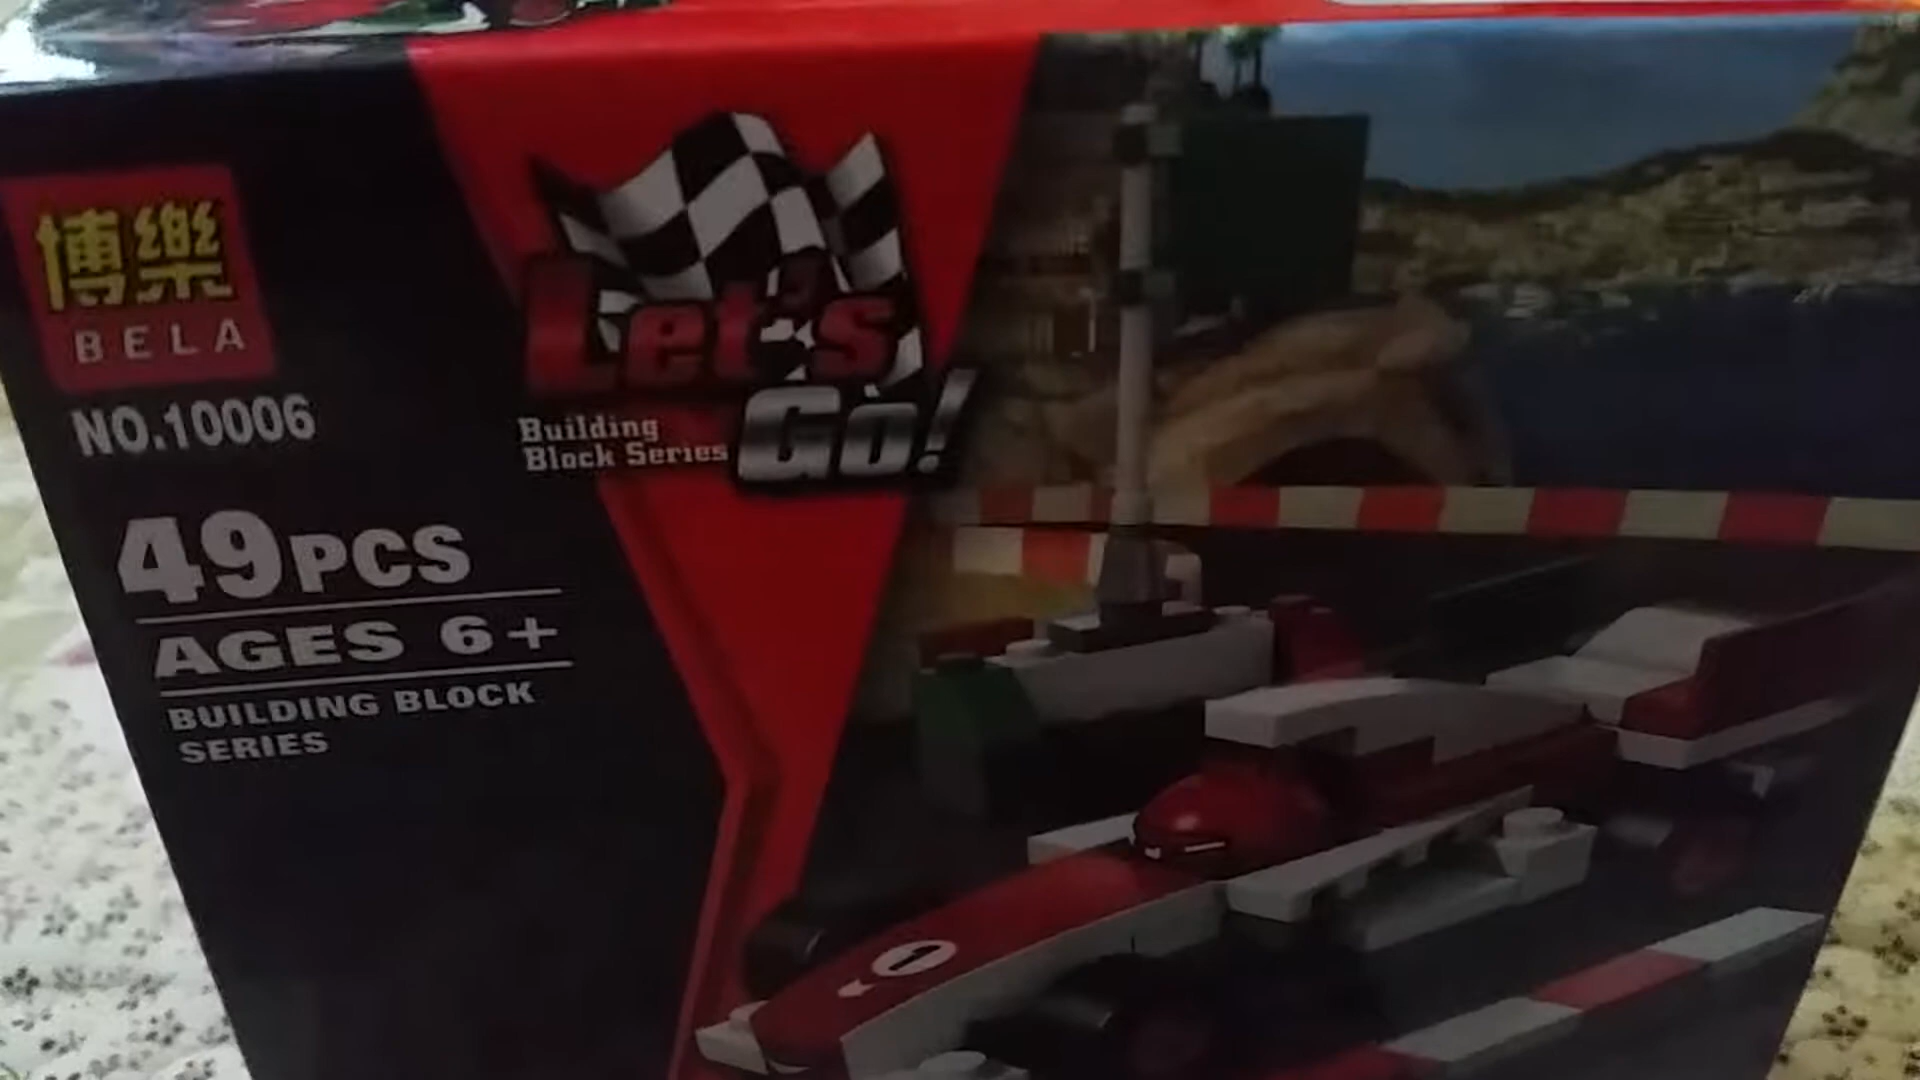 博樂
BELA
NO.10006
49PCS
AGES 6+
BUILDING BLOCK
SERIES
Let's
Go!
Building
Block Series
1